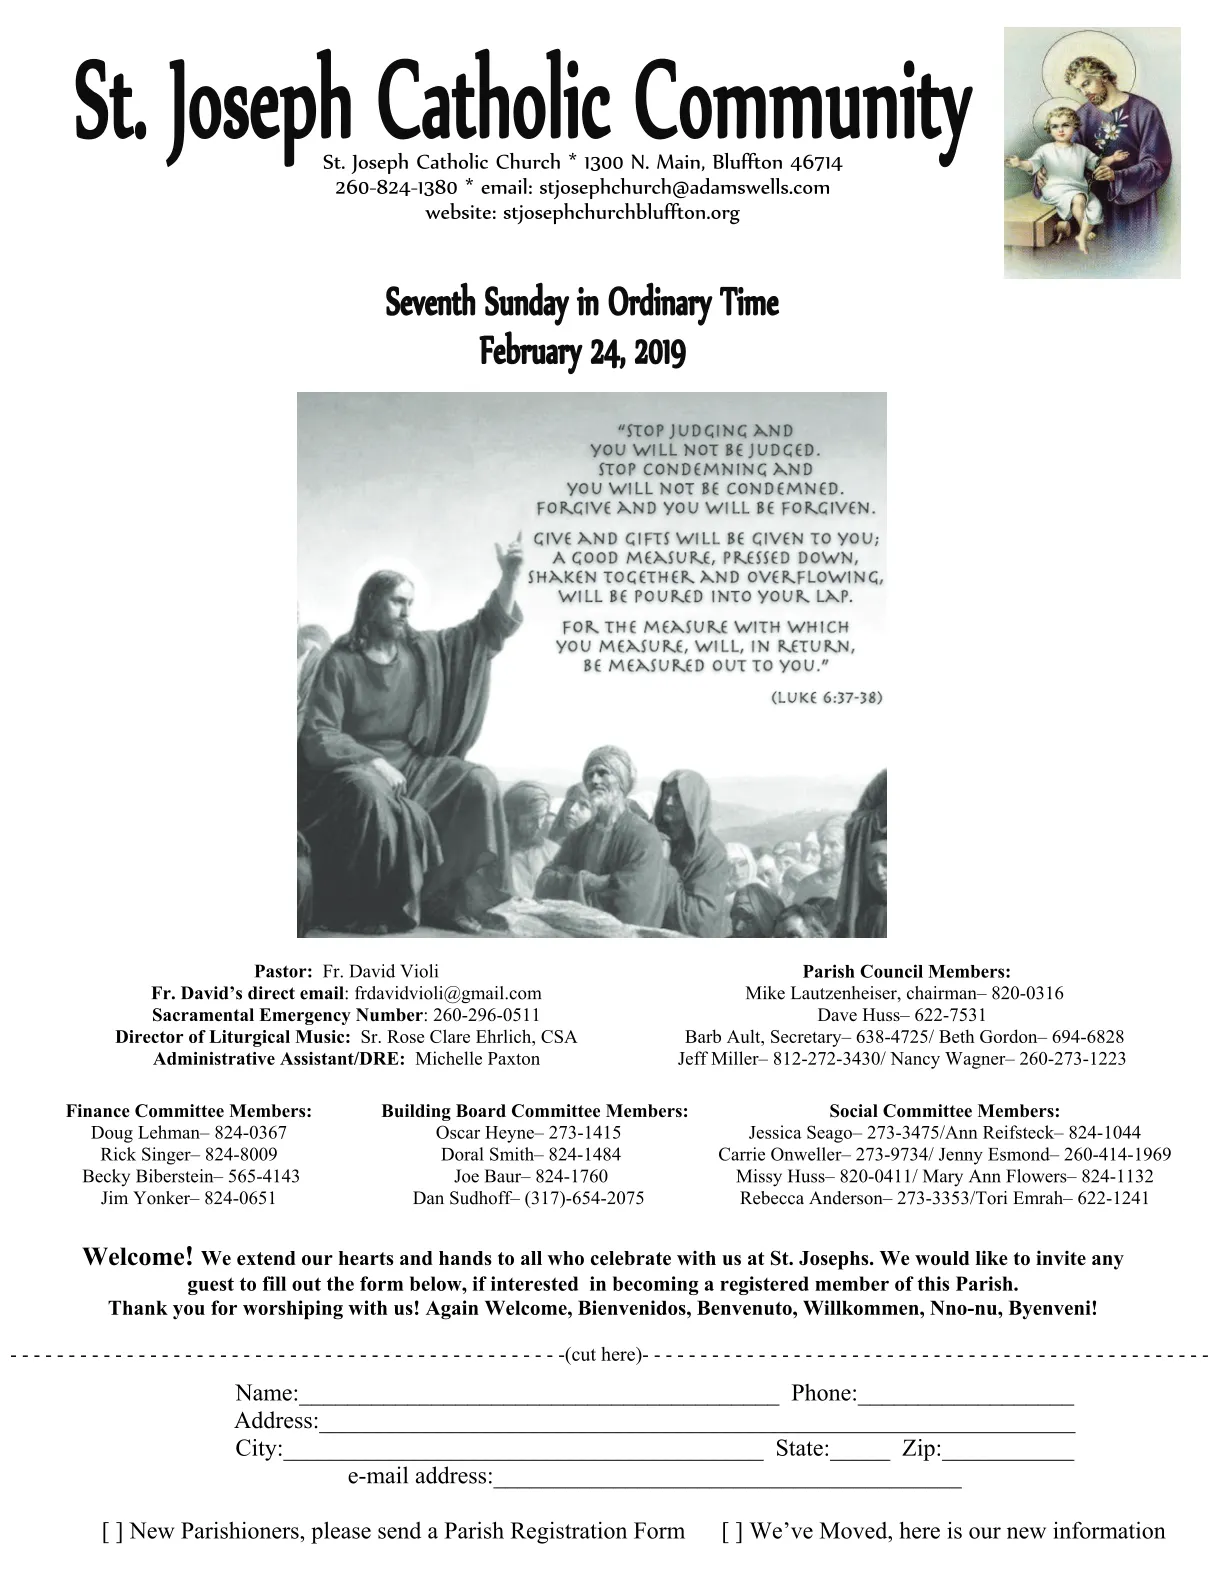 St. Joseph Catholic Community
St. Joseph Catholic Church * 1300 N. Main, Bluffton 46714
260-824-1380 * email: stjosephchurch@adamswells.com
website: stjosephchurchbluffton.org
Seventh Sunday in Ordinary Time
February 24, 2019
"STOP JUDGING AND
YOU WILL NOT BE JUDGED.
STOP CONDEMNING AND
YOU WILL NOT BE CONDEMNED.
FORGIVE AND YOU WILL BE FORGIVEN.
GIVE AND GIFTS WILL BE GIVEN TO YOU;
A GOOD MEASURE, PRESSED DOWN,
SHAKEN TOGETHER AND OVERFLOWING,
WILL BE POURED INTO YOUR LAP.
FOR THE MEASURE WITH WHICH
YOU MEASURE, WILL, IN RETURN,
BE MEASURED OUT TO YOU."
(LUKE 6:37-38)
Pastor: Fr. David Violi
Fr. David's direct email: frdavidvioli@gmail.com
Sacramental Emergency Number: 260-296-0511
Director of Liturgical Music: Sr. Rose Clare Ehrlich, CSA
Administrative Assistant/DRE: Michelle Paxton
Parish Council Members:
Mike Lautzenheiser, chairman– 820-0316
Dave Huss– 622-7531
Barb Ault, Secretary– 638-4725/ Beth Gordon– 694-6828
Jeff Miller– 812-272-3430/ Nancy Wagner– 260-273-1223
Finance Committee Members:
Doug Lehman– 824-0367
Rick Singer– 824-8009
Becky Biberstein– 565-4143
Jim Yonker– 824-0651
Building Board Committee Members:
Oscar Heyne– 273-1415
Doral Smith– 824-1484
Joe Baur– 824-1760
Dan Sudhoff– (317)-654-2075
Social Committee Members:
Jessica Seago– 273-3475/Ann Reifsteck– 824-1044
Carrie Onweller– 273-9734/ Jenny Esmond– 260-414-1969
Missy Huss– 820-0411/ Mary Ann Flowers– 824-1132
Rebecca Anderson– 273-3353/Tori Emrah– 622-1241
Welcome! We extend our hearts and hands to all who celebrate with us at St. Josephs. We would like to invite any
guest to fill out the form below, if interested in becoming a registered member of this Parish.
Thank you for worshiping with us! Again Welcome, Bienvenidos, Benvenuto, Willkommen, Nno-nu, Byenveni!
- - - - - - - - - - - - - - - - - - - - - - - - - - - - - - - - - - - - - - - - - - - - - - - -(cut here)- - - - - - - - - - - - - - - - - - - - - - - - - - - - - - - - - - - - - - - - - - - - - - - - -
Name:________________________________________ Phone:__________________
Address:_______________________________________________________________
City:________________________________________ State:_____ Zip:___________
e-mail address:_______________________________________
[ ] New Parishioners, please send a Parish Registration Form [ ] We've Moved, here is our new information